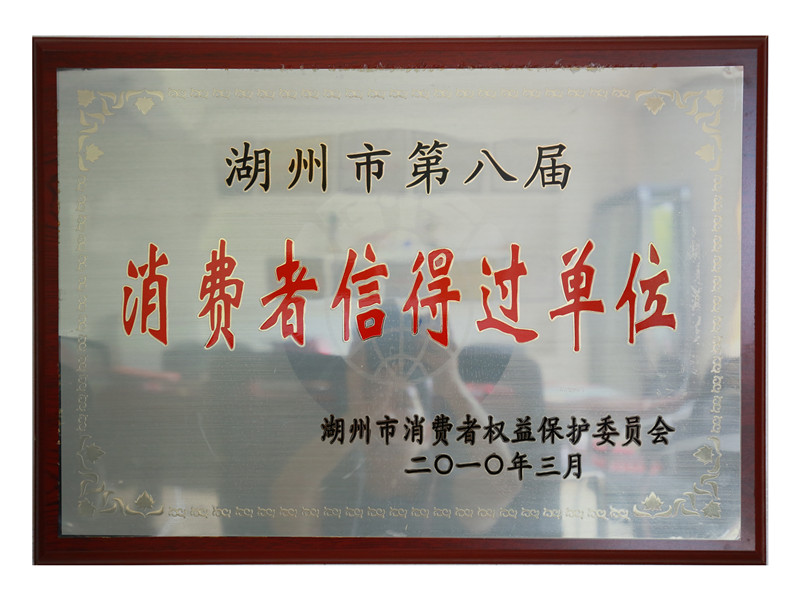 湖州市第八届
消费者信得过单位
湖州市消费者权益保护委员会
二〇一〇年三月